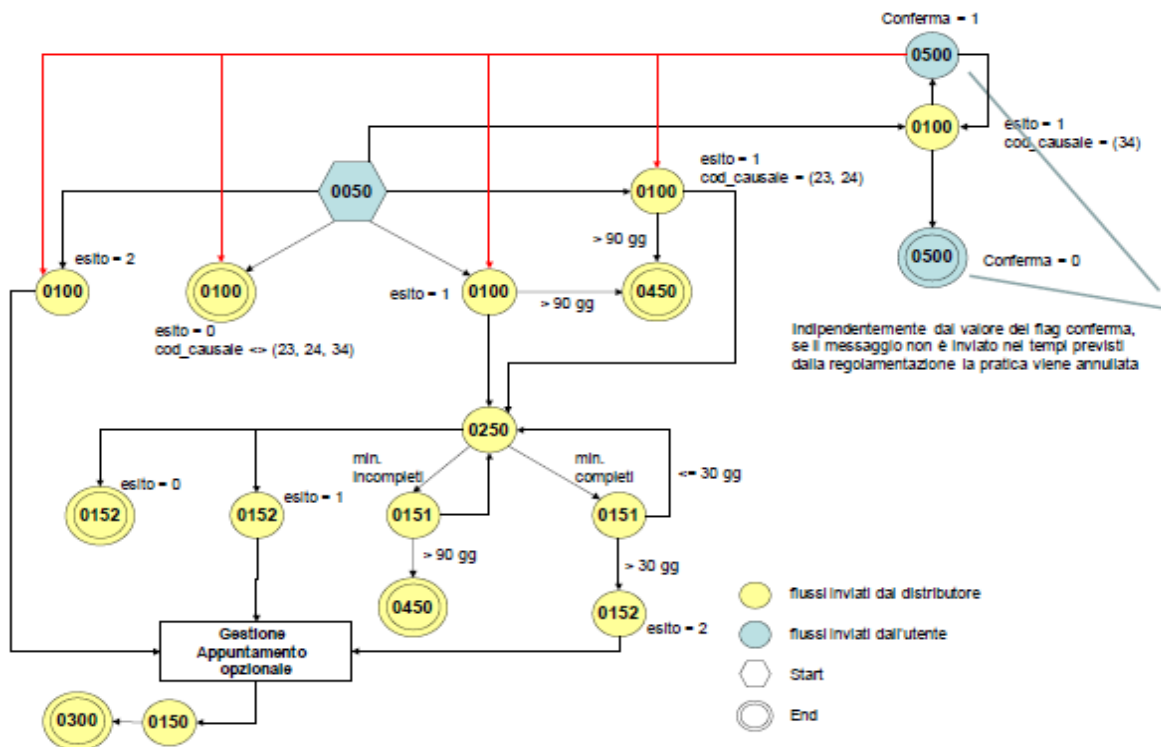 Conferma = 1
0500
0100
esito = 1
cod_causale = (34)
esito = 1
cod_causale = (23, 24)
0050
0100
> 90 gg
esito = 2
0500
Conferma = 0
0100
0100
esito = 1
0100
> 90 gg
0450
esito = 0
cod_causale <> (23, 24, 34)
Indipendentemente dal valore del flag conferma,
se il messaggio non è inviato nei tempi previsti
dalla regolamentazione la pratica viene annullata
0250
min.
incompleti
min.
completi
<= 30 gg
esito = 0
esito = 1
0152
0152
0151
0151
> 90 gg
> 30 gg
0450
0152
esito = 2
flussi inviati dal distributore
flussi inviati dall'utente
Gestione
Appuntamento
opzionale
Start
0300
0150
End